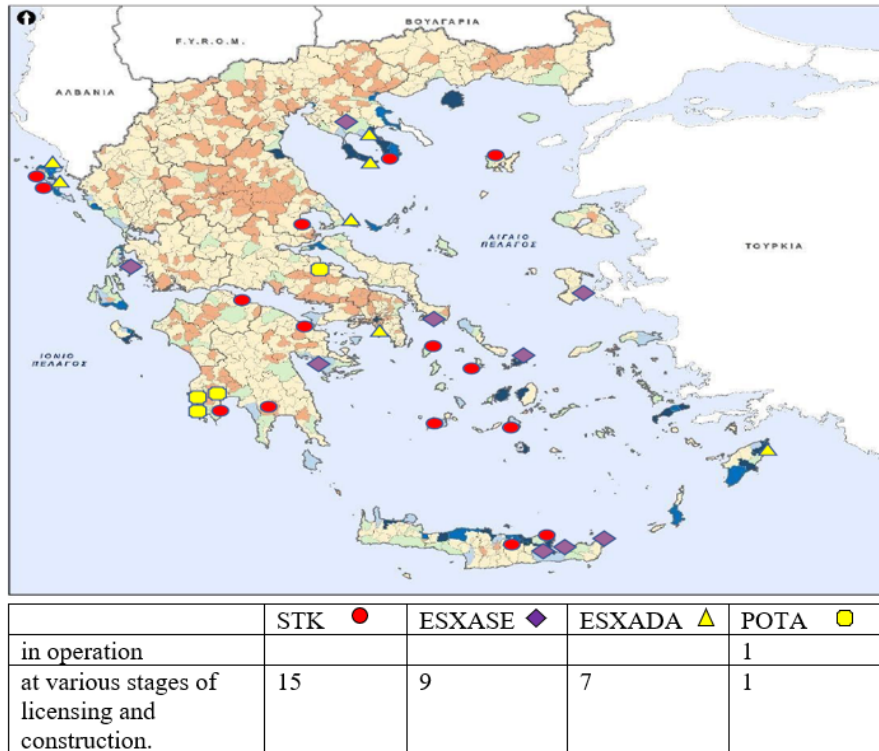 ΒΟΥΛΓΑΡΙΑ
F.Y.R.O.M.
ΑΛΒΑΝΙΑ
ΑΙΓΑΙΟ
ΠΕΛΑΓΟΣ
ΤΟΥΡΚΙΑ
ΙΟΝΙΟ
ΠΕΛΑΓΟΣ
STK ESXASE ESXADA POTA
in operation 1
at various stages of 15 9 7 1
licensing and
construction.